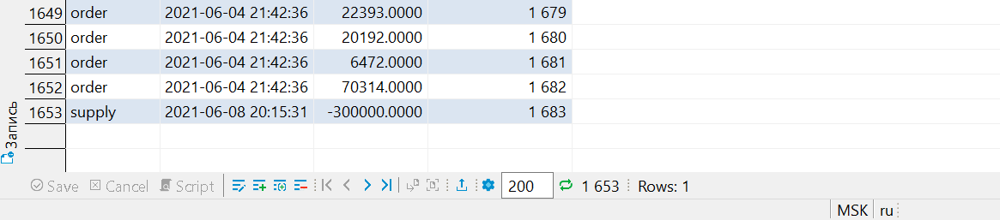 1649 order 2021-06-04 21:42:36 22393.0000 1 679
1650 order 2021-06-04 21:42:36 20192.0000 1 680
1651 order 2021-06-04 21:42:36 6472.0000 1 681
1652 order 2021-06-04 21:42:36 70314.0000 1 682
1653 supply 2021-06-08 20:15:31 -300000.0000 1 683
Запись
Save Cancel Script 200 1 653 Rows: 1
MSK ru